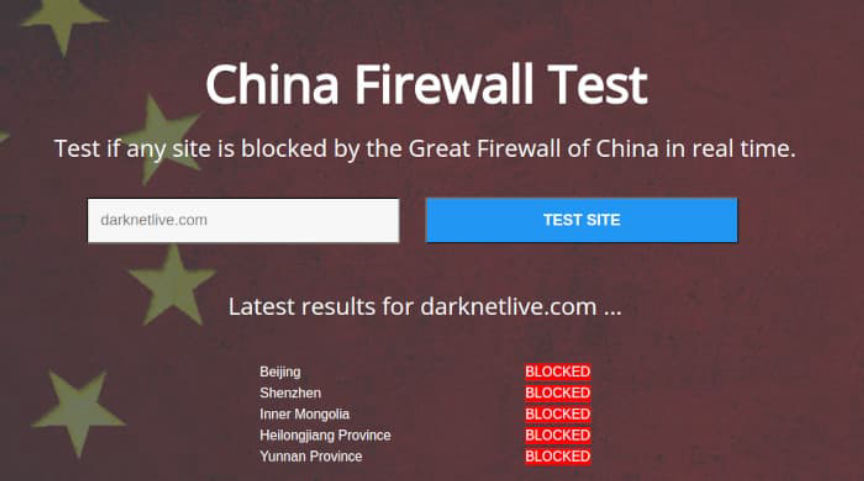 China Firewall Test
Test if any site is blocked by the Great Firewall of China in real time.
darknetlive.com TEST SITE
Latest results for darknetlive.com ...
Beijing BLOCKED
Shenzhen BLOCKED
Inner Mongolia BLOCKED
Heilongjiang Province BLOCKED
Yunnan Province BLOCKED